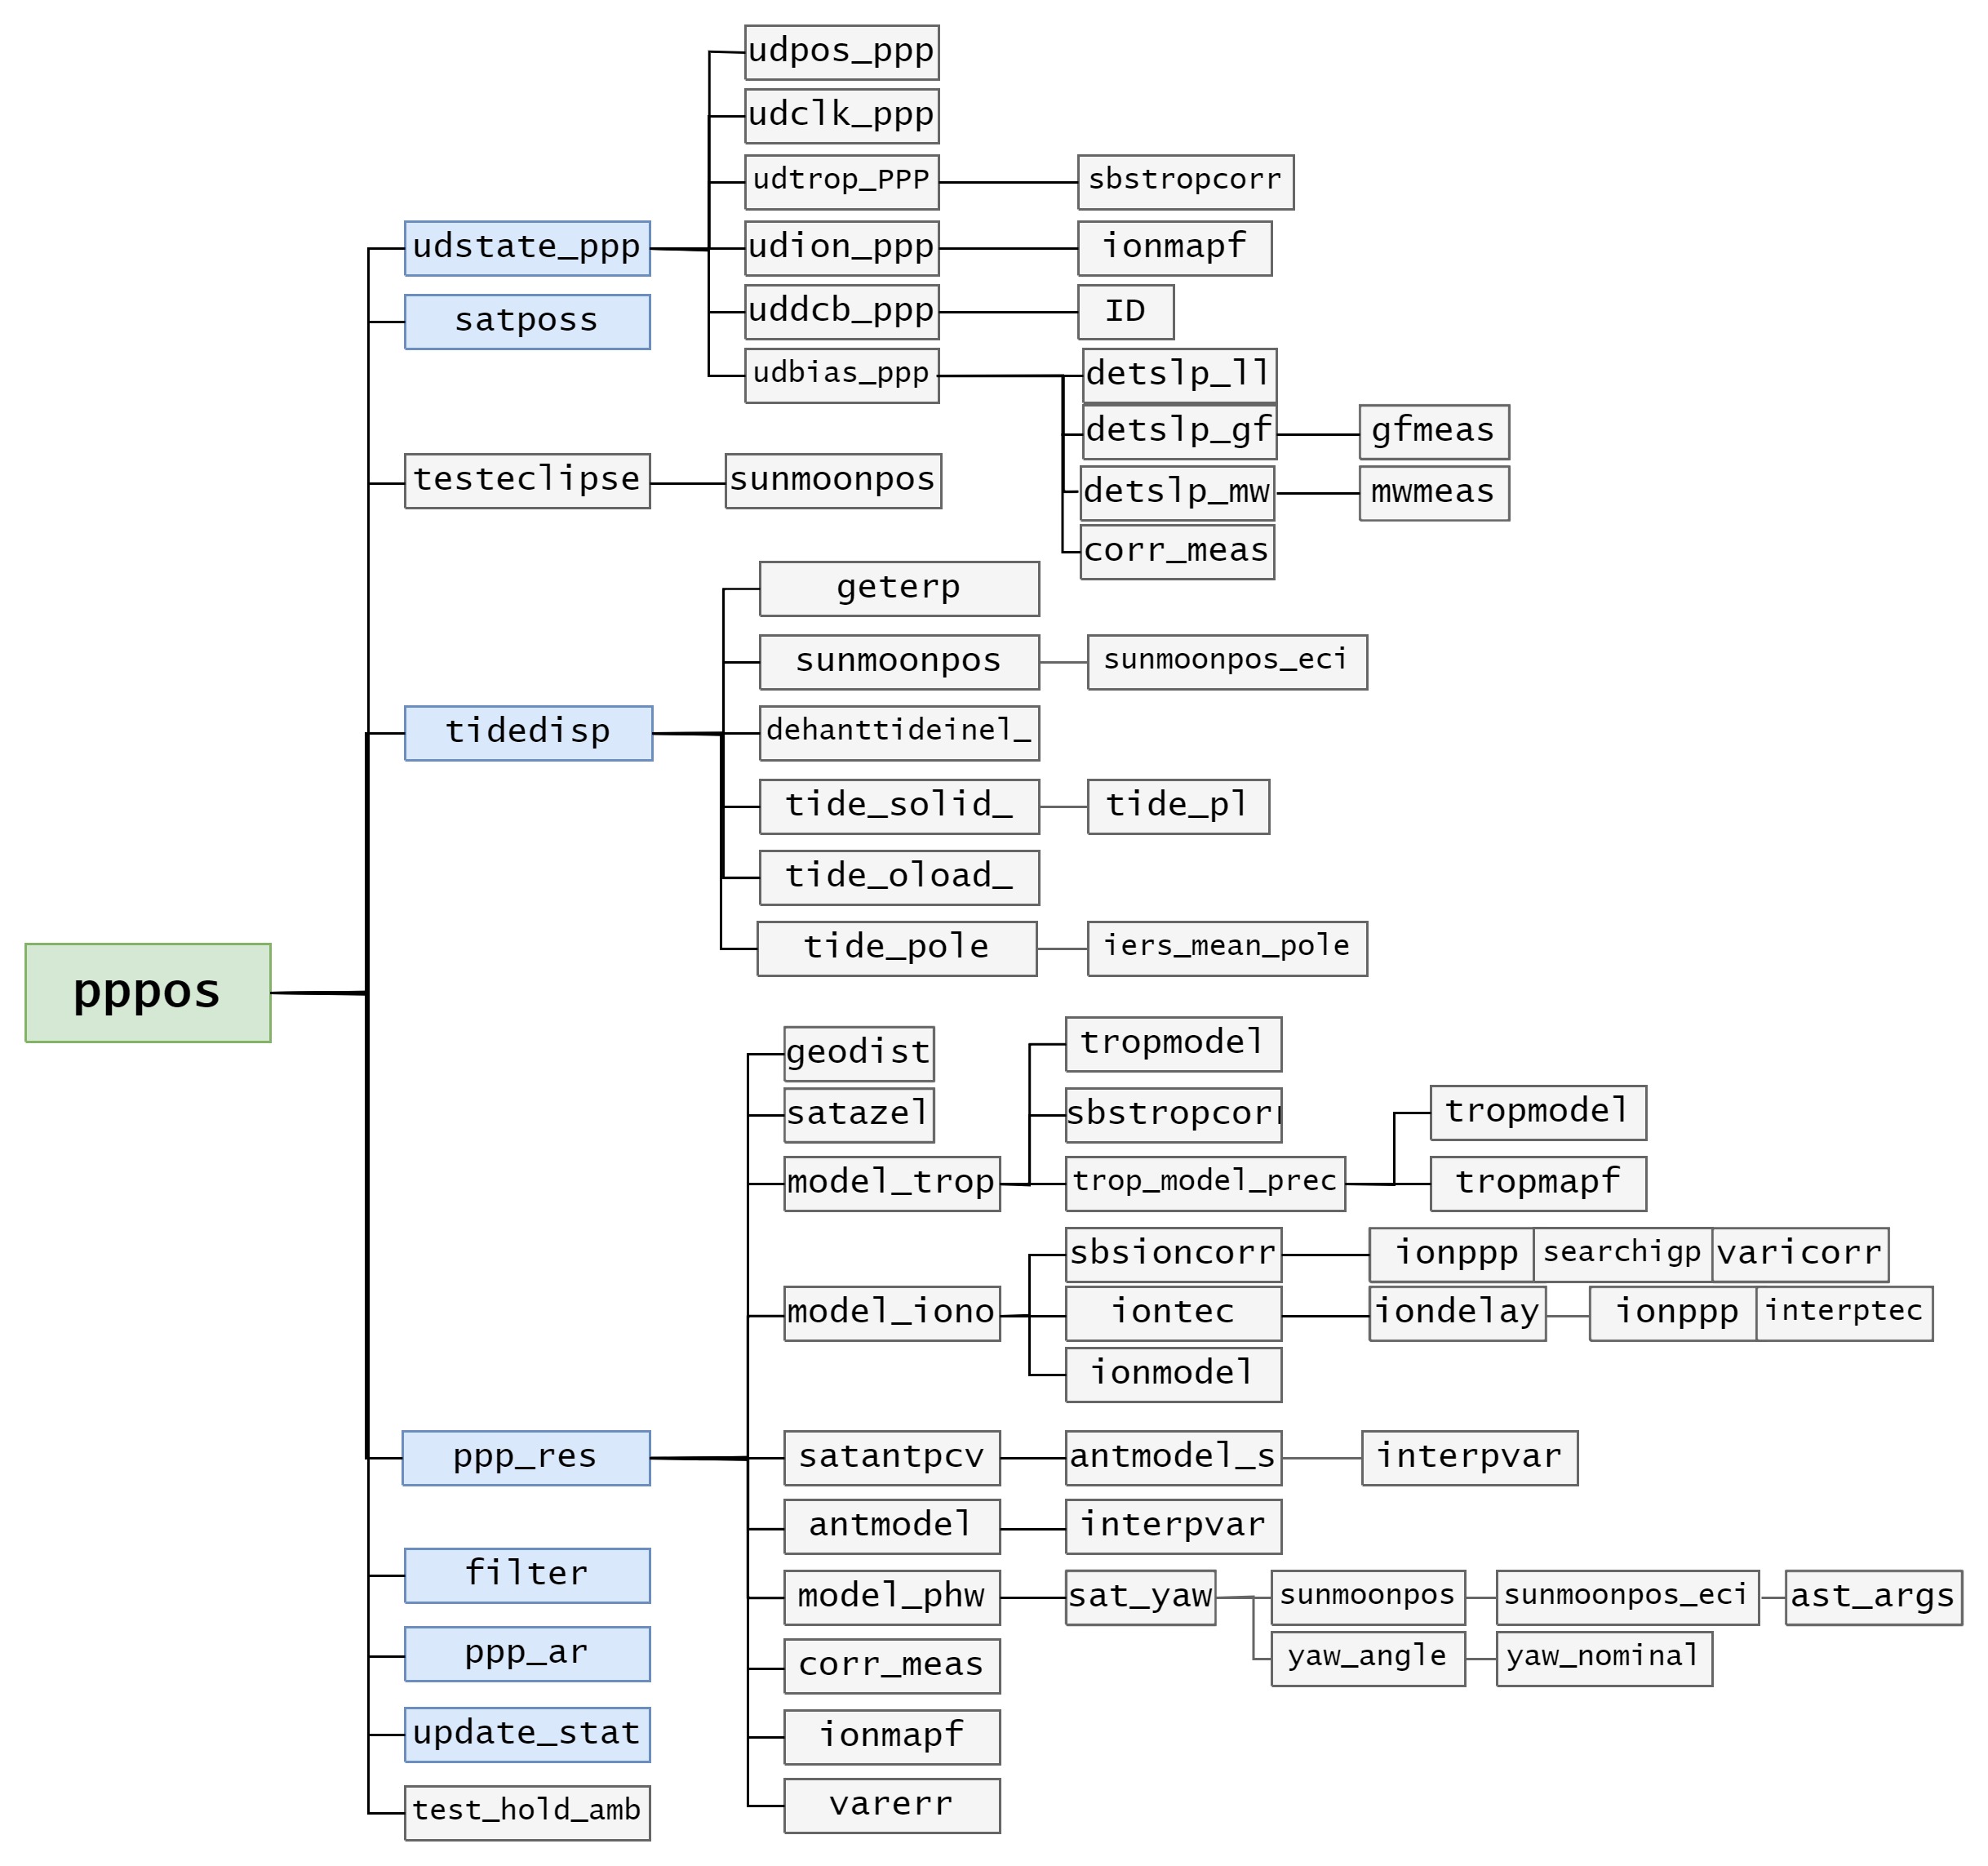 pppos
udstate_ppp
udpos_ppp
udclk_ppp
udtrop_PPP
sbstropcorr
udion_ppp
ionmapf
uddcb_ppp
ID
udbias_ppp
detslp_ll
detslp_gf
gfmeas
detslp_mw
mwmeas
corr_meas
satposs
testeclipse
sunmoonpos
tidedisp
geterp
sunmoonpos
sunmoonpos_eci
dehanttideinel_
tide_solid_
tide_pl
tide_oload_
tide_pole
iers_mean_pole
ppp_res
geodist
satazel
model_trop
tropmodel
sbstropcorr
trop_model_prec
tropmodel
tropmapf
model_iono
sbsioncorr
ionppp
searchigp
varicorr
iontec
iondelay
ionppp
interptec
ionmodel
satantpcv
antmodel_s
interpvar
antmodel
interpvar
model_phw
sat_yaw
sunmoonpos
sunmoonpos_eci
ast_args
yaw_angle
yaw_nominal
corr_meas
ionmapf
varerr
filter
ppp_ar
update_stat
test_hold_amb